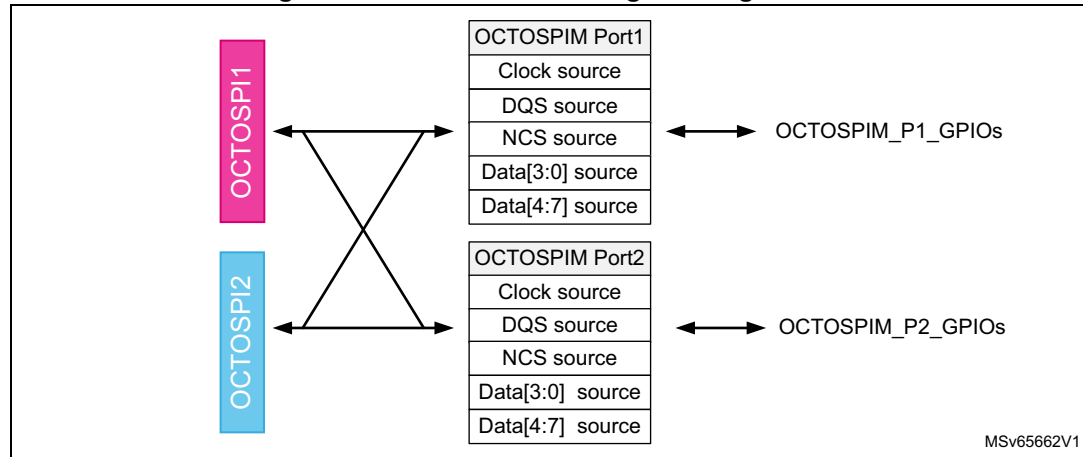 OCTOSPI1
OCTOSPIM Port1
Clock source
DQS source
NCS source
Data[3:0] source
Data[4:7] source
OCTOSPIM_P1_GPIOs
OCTOSPI2
OCTOSPIM Port2
Clock source
DQS source
NCS source
Data[3:0] source
Data[4:7] source
OCTOSPIM_P2_GPIOs
MSv65662V1